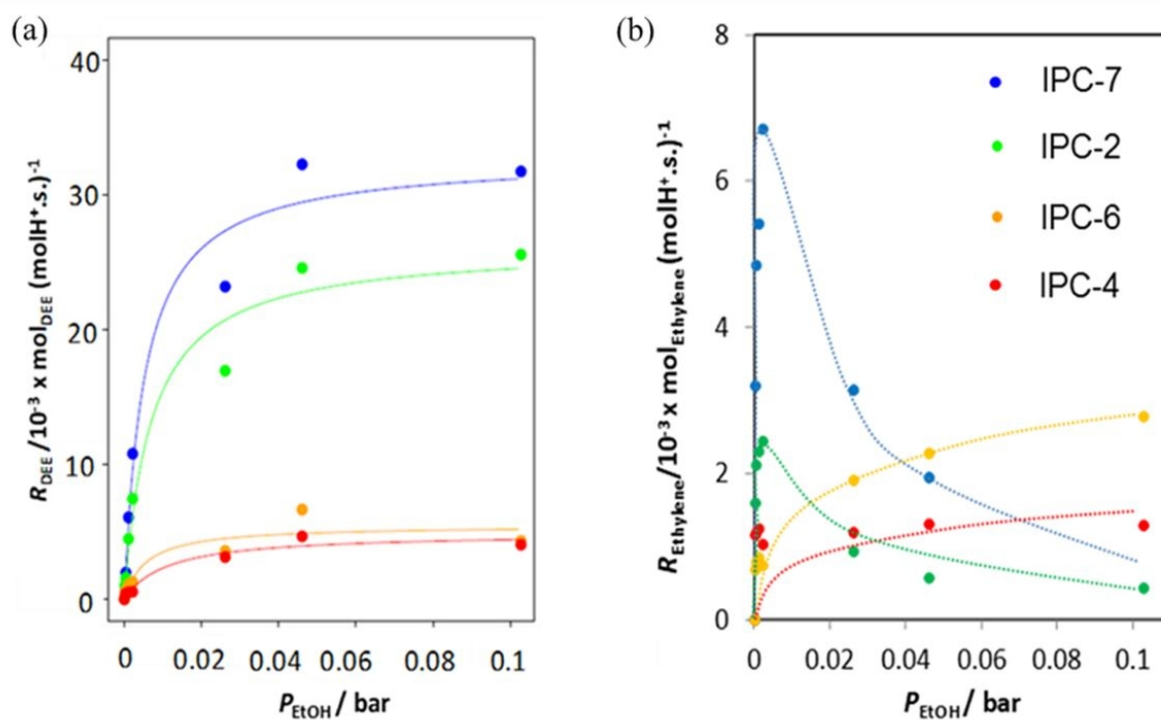 (a)
R_DEE /10⁻³ x mol_DEE (molH⁺.s.)⁻¹
40
30
20
10
0
0 0.02 0.04 0.06 0.08 0.1
P_EtOH / bar
(b)
R_Ethylene/10⁻³ x mol_Ethylene (molH⁺.s.)⁻¹
8
6
4
2
0
0 0.02 0.04 0.06 0.08 0.1
P_EtOH / bar
IPC-7
IPC-2
IPC-6
IPC-4